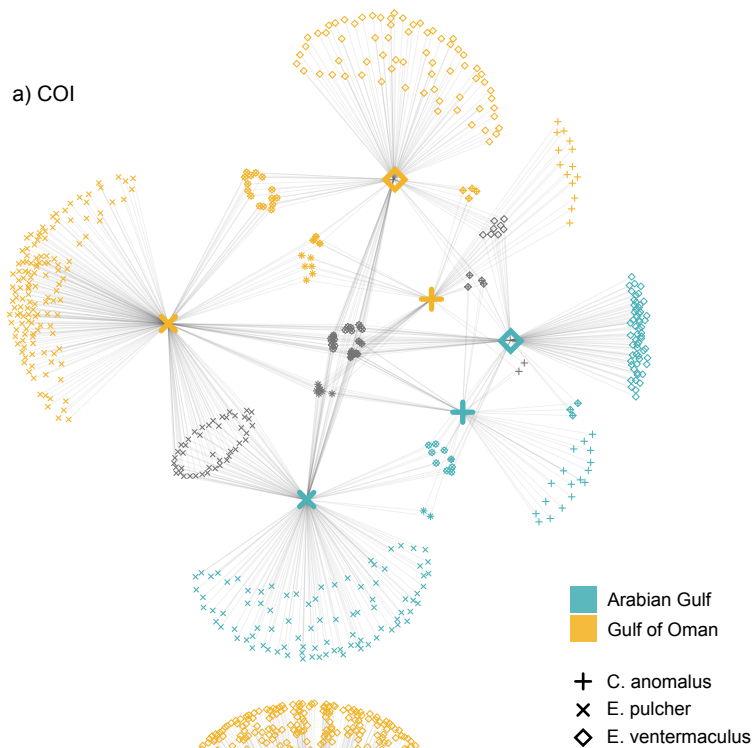 a) COI
Arabian Gulf
Gulf of Oman
C. anomalus
E. pulcher
E. ventermaculus